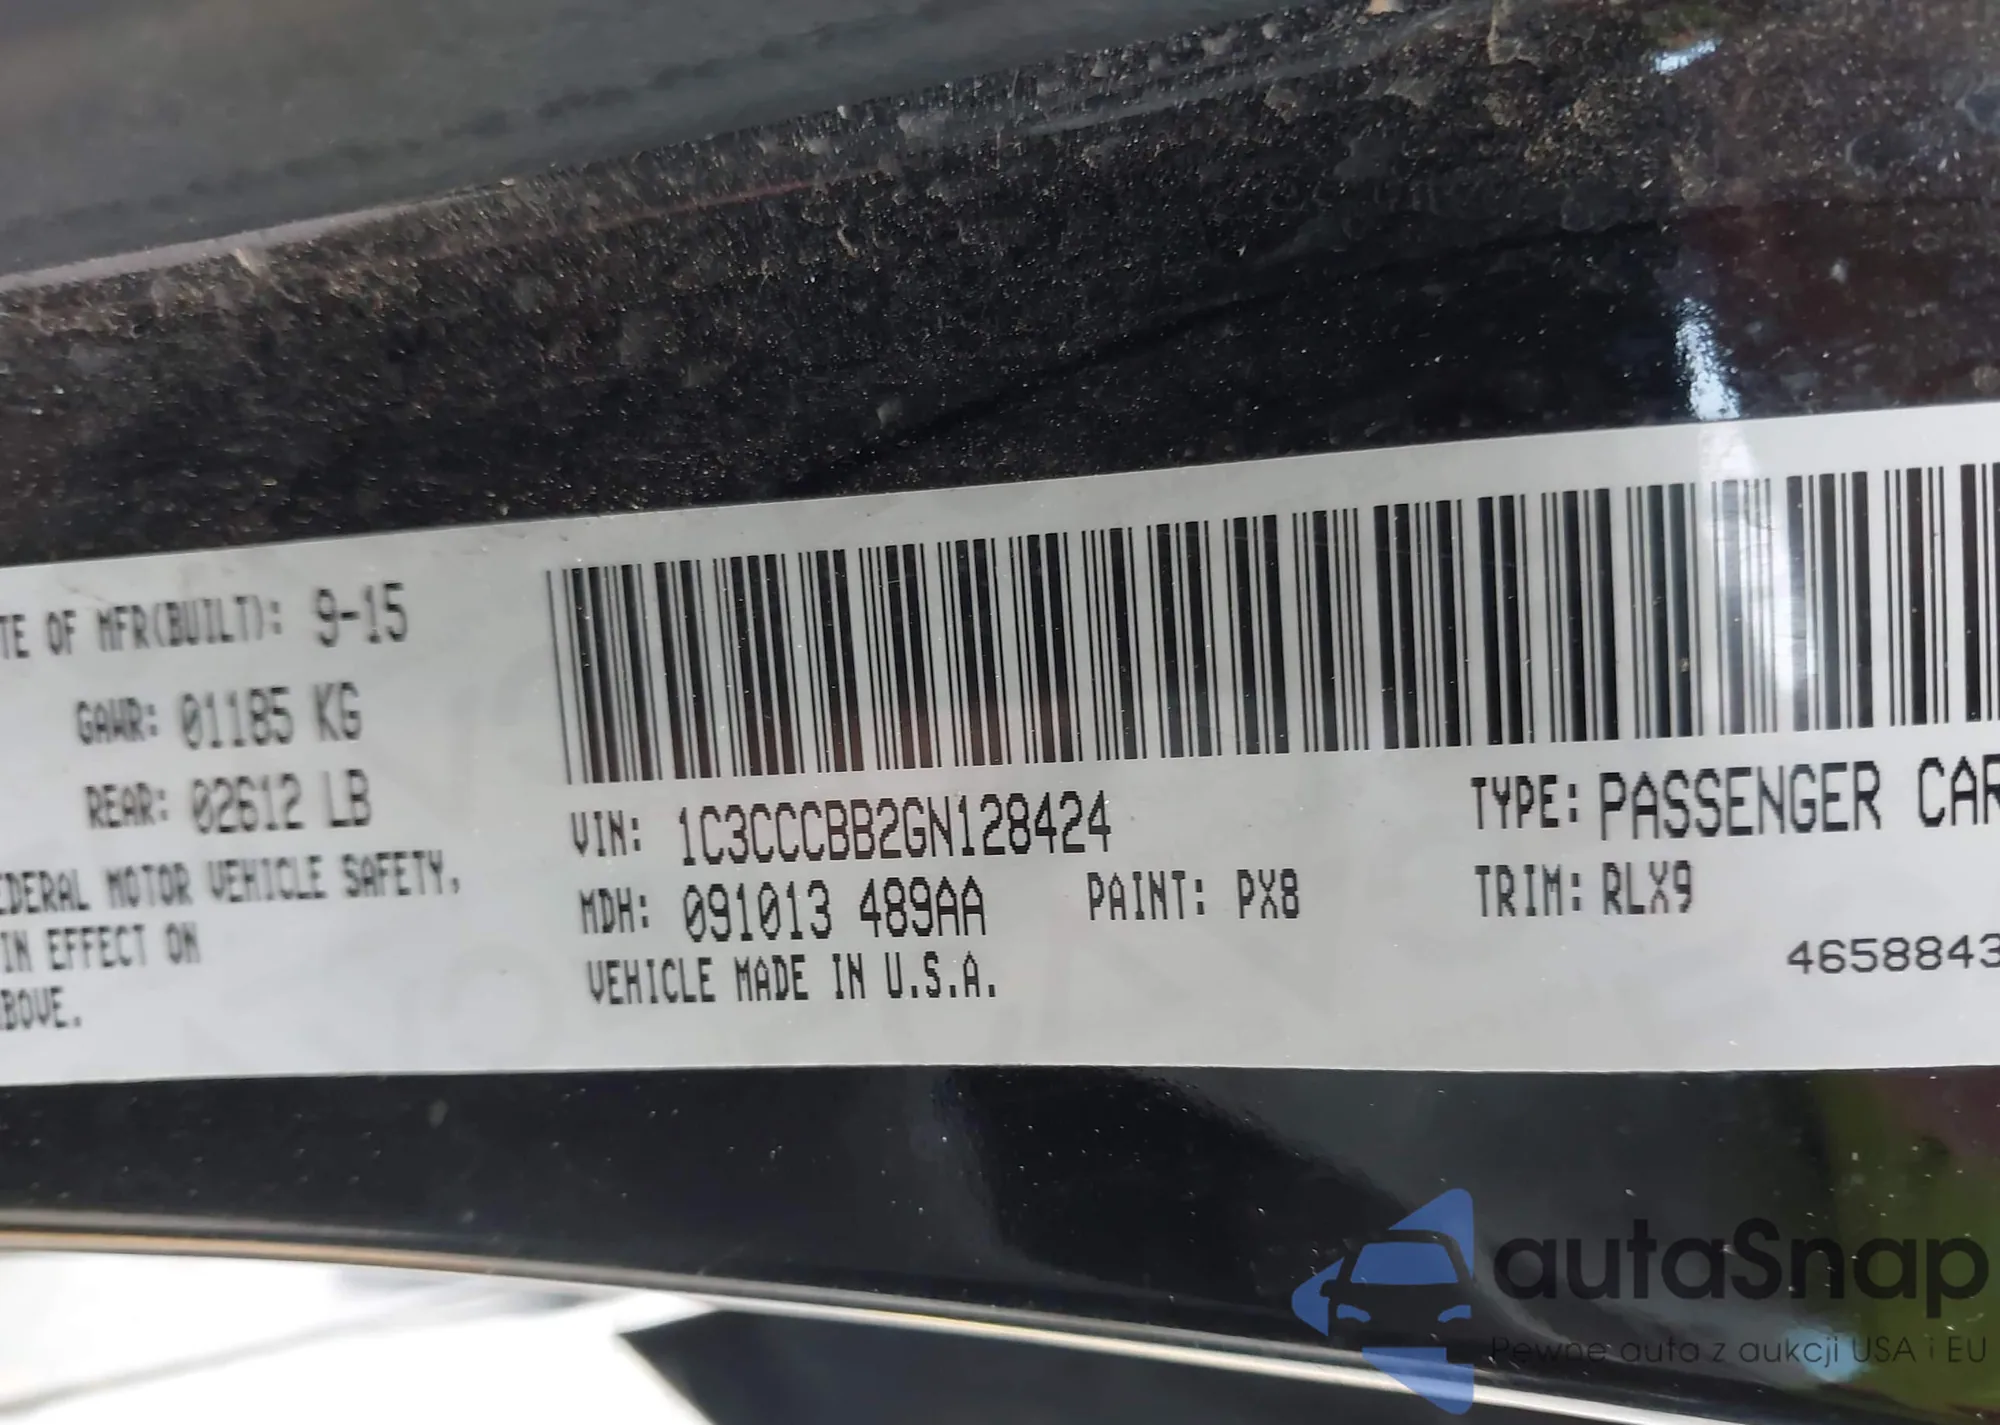 TE OF MFR(BUILT): 9-15
GAWR: 01185 KG
REAR: 02612 LB
EDERAL MOTOR VEHICLE SAFETY,
IN EFFECT ON
BOVE.
VIN: 1C3CCCBB2GN128424
TYPE: PASSENGER CAR
MDH: 091013 489AA
PAINT: PX8
TRIM: RLX9
VEHICLE MADE IN U.S.A.
4658843
autaSnap
Pewne auta z aukcji USA i EU